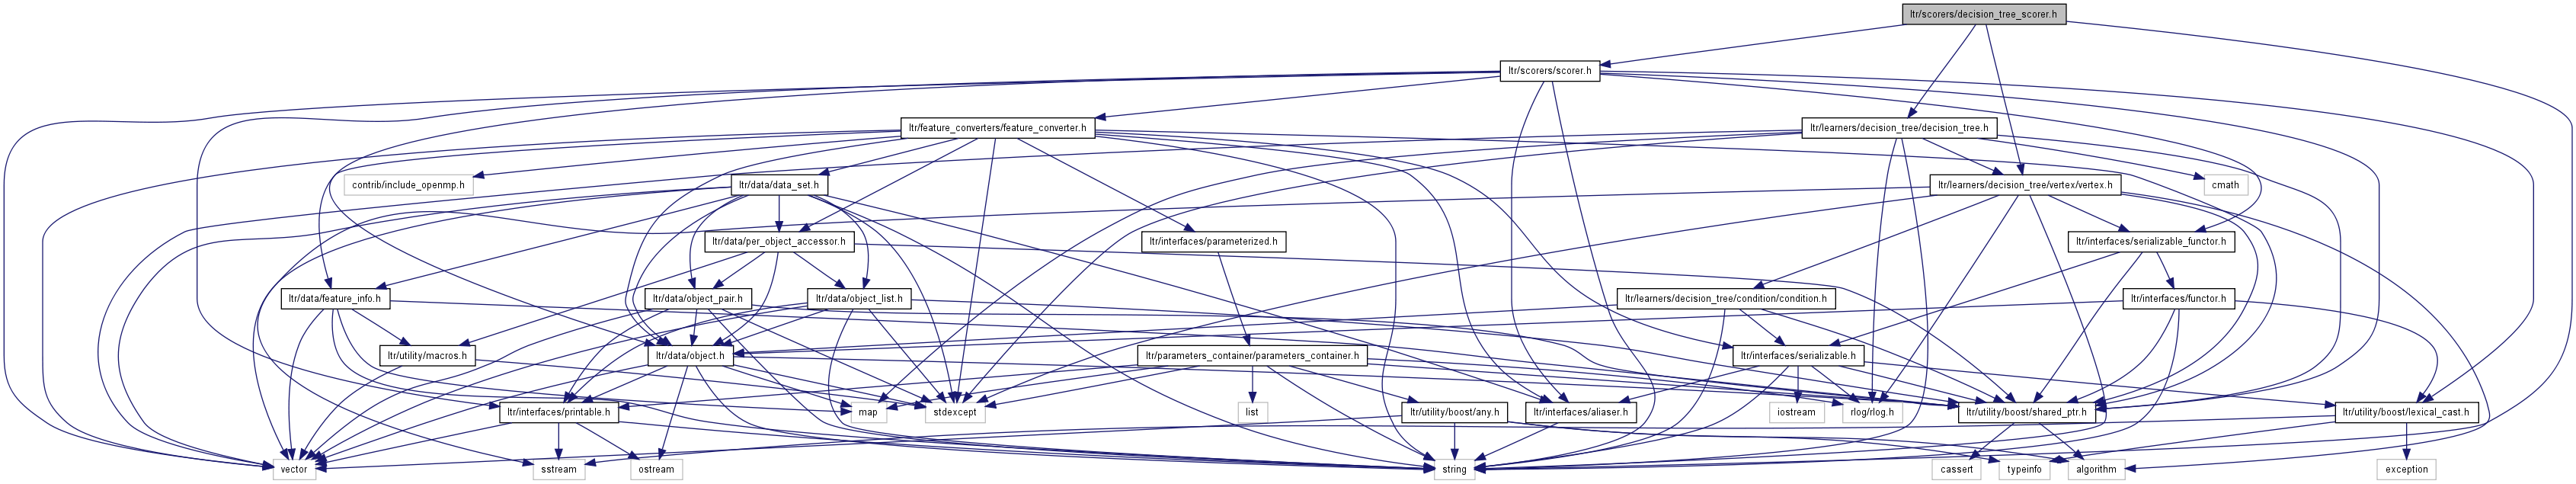 ltr/scorers/decision_tree_scorer.h
ltr/scorers/scorer.h
ltr/feature_converters/feature_converter.h
ltr/learners/decision_tree/decision_tree.h
contrib/include_openmp.h
ltr/data/data_set.h
ltr/learners/decision_tree/vertex/vertex.h
cmath
ltr/data/per_object_accessor.h
ltr/interfaces/parameterized.h
ltr/interfaces/serializable_functor.h
ltr/data/feature_info.h
ltr/data/object_pair.h
ltr/data/object_list.h
ltr/learners/decision_tree/condition/condition.h
ltr/interfaces/functor.h
ltr/utility/macros.h
ltr/data/object.h
ltr/parameters_container/parameters_container.h
ltr/interfaces/serializable.h
ltr/interfaces/printable.h
map
stdexcept
list
ltr/utility/boost/any.h
ltr/interfaces/aliaser.h
iostream
rlog/rlog.h
ltr/utility/boost/shared_ptr.h
ltr/utility/boost/lexical_cast.h
vector
sstream
ostream
string
cassert
typeinfo
algorithm
exception